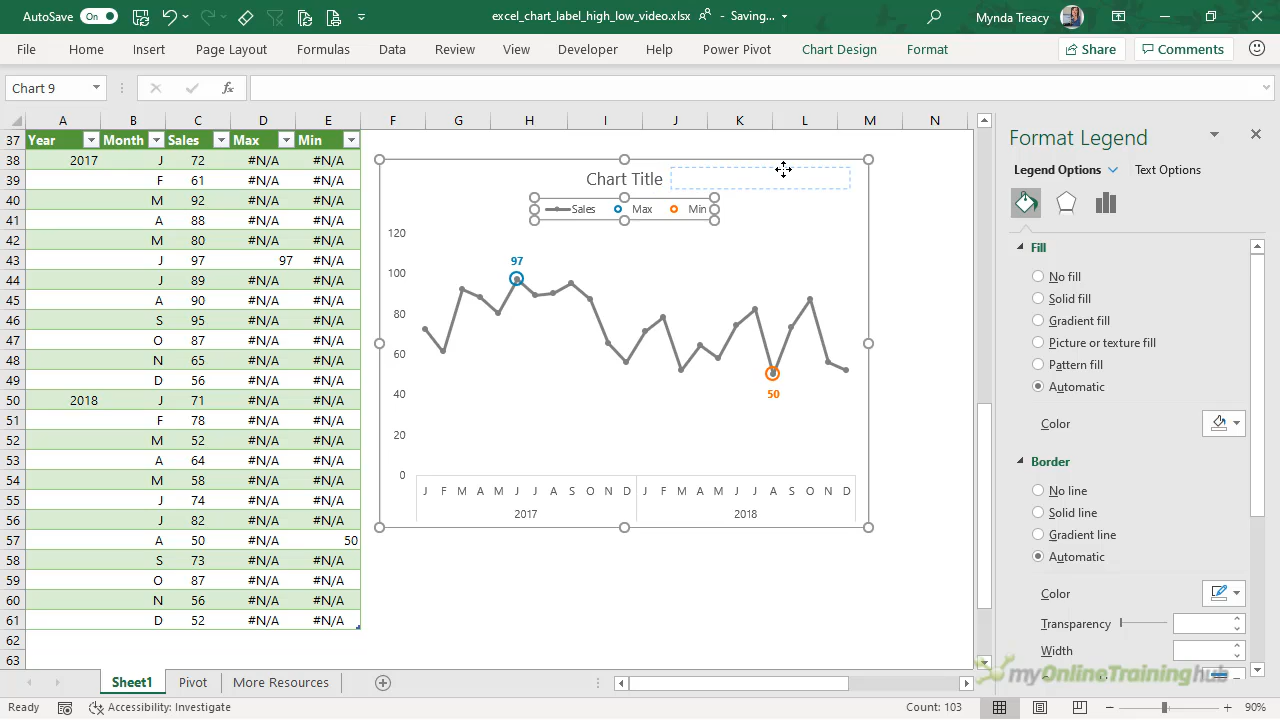 AutoSave On excel_chart_label_high_low_video.xlsx - Saving... Mynda Treacy
File Home Insert Page Layout Formulas Data Review View Developer Help Power Pivot Chart Design Format Share Comments
Chart 9 fx
A B C D E F G H I J K L M N
37 Year Month Sales Max Min
38 2017 J 72 #N/A #N/A
39 F 61 #N/A #N/A
40 M 92 #N/A #N/A
41 A 88 #N/A #N/A
42 M 80 #N/A #N/A
43 J 97 97 #N/A
44 J 89 #N/A #N/A
45 A 90 #N/A #N/A
46 S 95 #N/A #N/A
47 O 87 #N/A #N/A
48 N 65 #N/A #N/A
49 D 56 #N/A #N/A
50 2018 J 71 #N/A #N/A
51 F 78 #N/A #N/A
52 M 52 #N/A #N/A
53 A 64 #N/A #N/A
54 M 58 #N/A #N/A
55 J 74 #N/A #N/A
56 J 82 #N/A #N/A
57 A 50 #N/A 50
58 S 73 #N/A #N/A
59 O 87 #N/A #N/A
60 N 56 #N/A #N/A
61 D 52 #N/A #N/A
62
63
Chart Title
Sales Max Min
120
100
80
60
40
20
0
97
50
J F M A M J J A S O N D J F M A M J J A S O N D
2017 2018
Format Legend
Legend Options Text Options
Fill
No fill
Solid fill
Gradient fill
Picture or texture fill
Pattern fill
Automatic
Color
Border
No line
Solid line
Gradient line
Automatic
Color
Transparency
Width
myOnlineTraininghub
Sheet1 Pivot More Resources
Ready Accessibility: Investigate Count: 103 90%